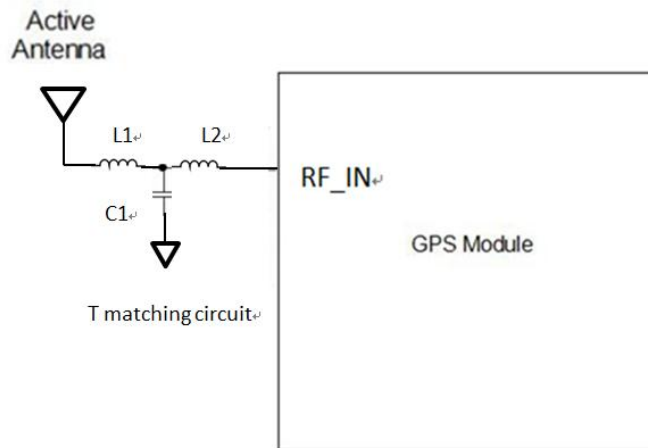 Active
Antenna
L1↵
L2↵
RF_IN↵
C1↵
GPS Module
T matching circuit↵